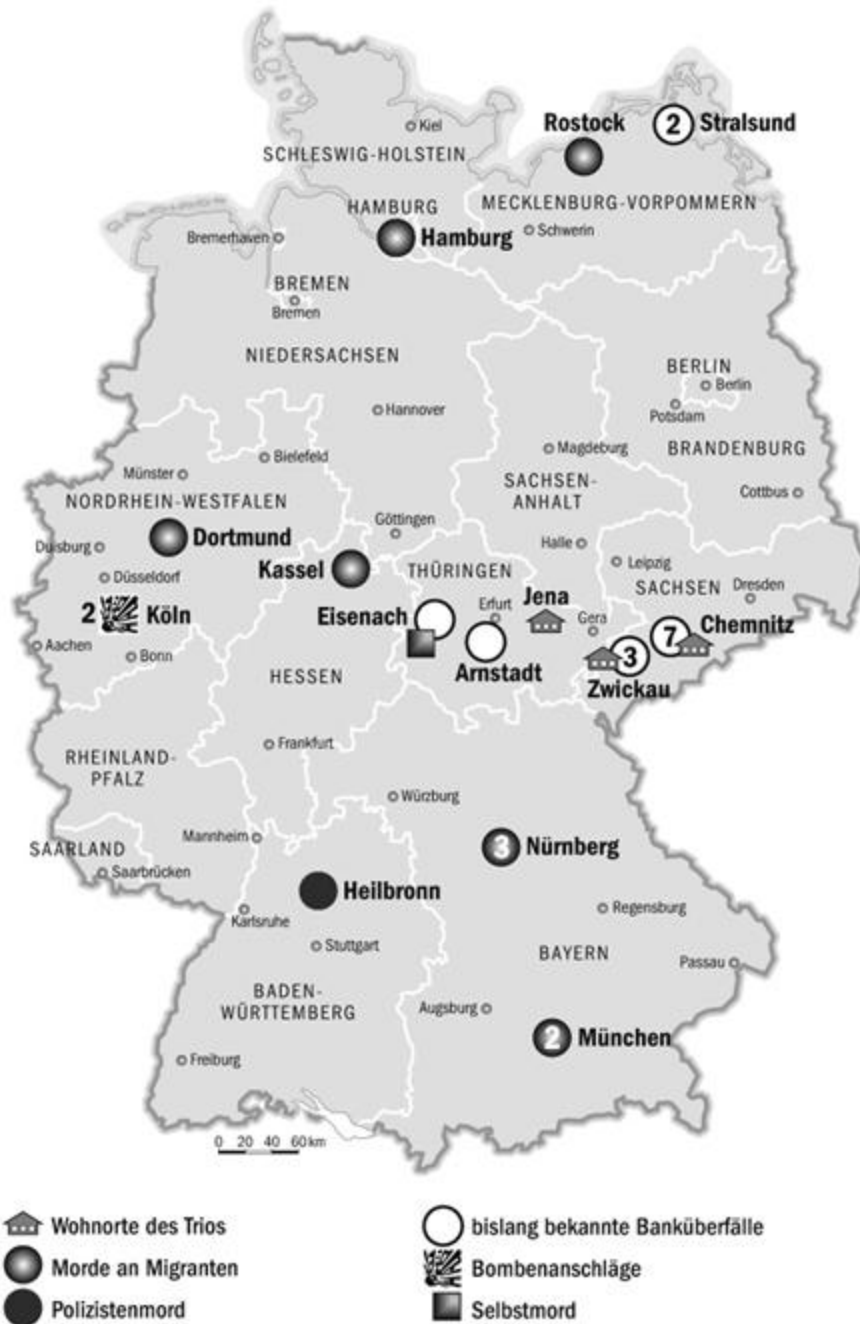 Kiel
Rostock
2 Stralsund
SCHLESWIG-HOLSTEIN
MECKLENBURG-VORPOMMERN
HAMBURG
Hamburg
Schwerin
Bremerhaven
BREMEN
Bremen
NIEDERSACHSEN
BERLIN
Berlin
Potsdam
Hannover
BRANDENBURG
Magdeburg
Bielefeld
Münster
SACHSEN-
ANHALT
Cottbus
NORDRHEIN-WESTFALEN
Göttingen
Dortmund
Duisburg
Halle
Leipzig
Kassel
THÜRINGEN
SACHSEN
Düsseldorf
Dresden
Jena
Erfurt
Eisenach
Gera
2 Köln
7 Chemnitz
Aachen
Bonn
Arnstadt
3
Zwickau
HESSEN
Frankfurt
RHEINLAND-
PFALZ
Würzburg
Mannheim
3 Nürnberg
SAARLAND
Saarbrücken
Heilbronn
Karlsruhe
Regensburg
Stuttgart
BAYERN
Passau
BADEN-
WÜRTTEMBERG
Augsburg
2 München
Freiburg
0 20 40 60 km
Wohnorte des Trios
Morde an Migranten
Polizistenmord
bislang bekannte Banküberfälle
Bombenanschläge
Selbstmord